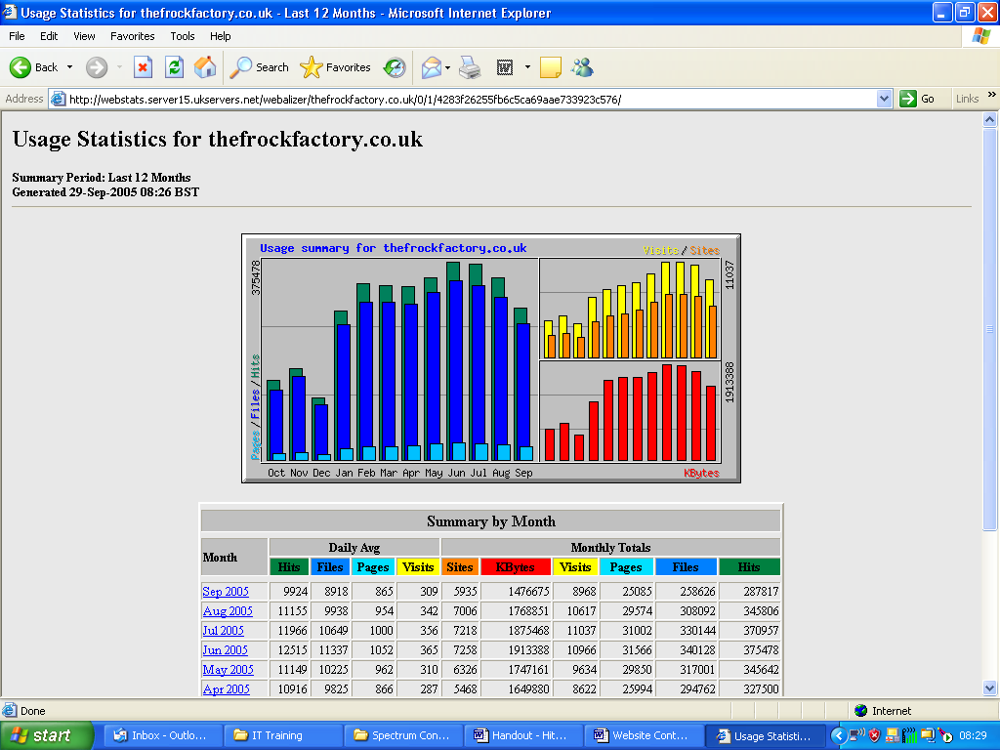 Usage Statistics for thefrockfactory.co.uk - Last 12 Months - Microsoft Internet Explorer
File Edit View Favorites Tools Help
Back Search Favorites
Address http://webstats.server15.ukservers.net/webalizer/thefrockfactory.co.uk/0/1/4283f26255fb6c5ca69aae733923c576/ Go Links »
Usage Statistics for thefrockfactory.co.uk
Summary Period: Last 12 Months
Generated 29-Sep-2005 08:26 BST
Usage summary for thefrockfactory.co.uk
Visits / Sites
375478
11037
Pages / Files / Hits
1913388
Oct Nov Dec Jan Feb Mar Apr May Jun Jul Aug Sep
KBytes
Summary by Month
Month Daily Avg Monthly Totals
Hits Files Pages Visits Sites KBytes Visits Pages Files Hits
Sep 2005 9924 8918 865 309 5935 1476675 8968 25085 258626 287817
Aug 2005 11155 9938 954 342 7006 1768851 10617 29574 308092 345806
Jul 2005 11966 10649 1000 356 7218 1875468 11037 31002 330144 370957
Jun 2005 12515 11337 1052 365 7258 1913388 10966 31566 340128 375478
May 2005 11149 10225 962 310 6326 1747161 9634 29850 317001 345642
Apr 2005 10916 9825 866 287 5468 1649880 8622 25994 294762 327500
Done Internet
start Inbox - Outlo... IT Training Spectrum Con... Handout - Hit... Website Cont... Usage Statisti... 08:29